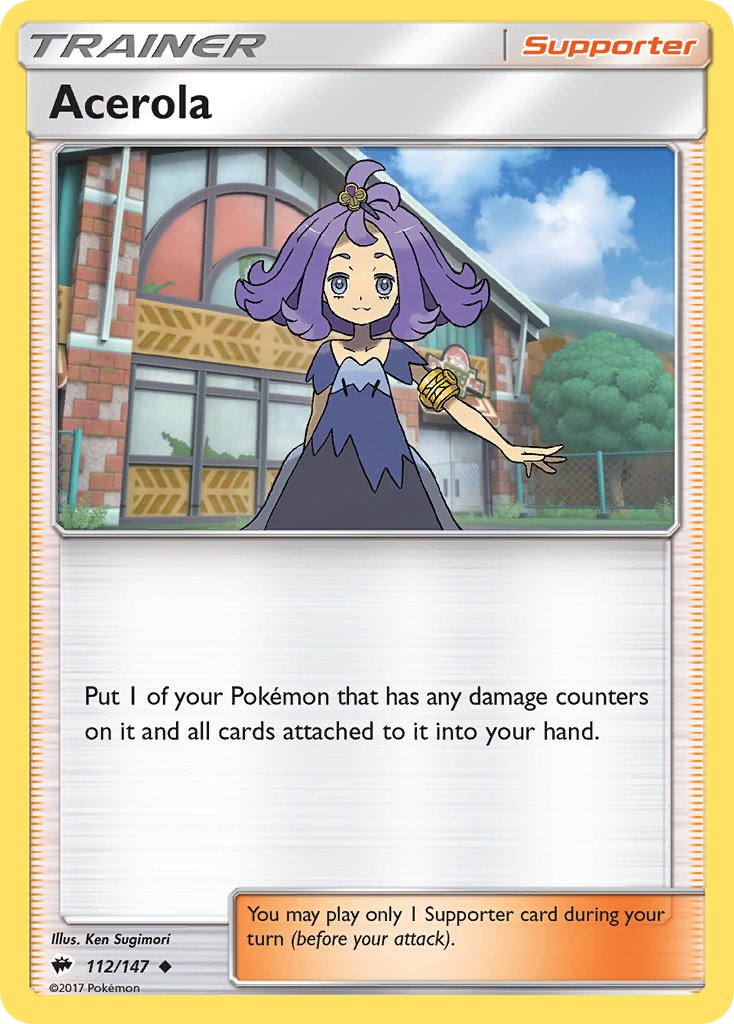 TRAINER
Supporter
Acerola
Put 1 of your Pokémon that has any damage counters
on it and all cards attached to it into your hand.
You may play only 1 Supporter card during your
turn (before your attack).
Illus. Ken Sugimori
112/147
©2017 Pokémon